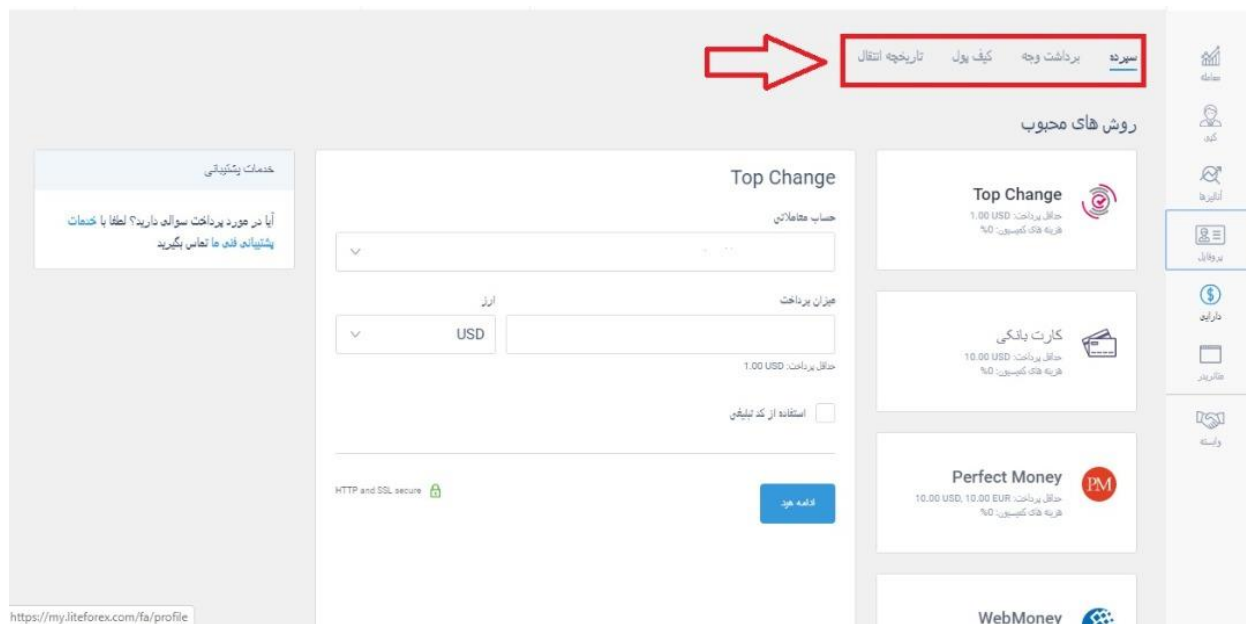 سپرده برداشت وجه کیف پول تاریخچه انتقال
روش های محبوب
معامله
کپی
آنالیزها
پروفایل
دارایی
متاتریدر
وابسته
Top Change
حداقل پرداخت: 1.00 USD
هزینه های کمیسیون: 0%
کارت بانکی
حداقل پرداخت: 10.00 USD
هزینه های کمیسیون: 0%
Perfect Money
حداقل پرداخت: 10.00 USD, 10.00 EUR
هزینه های کمیسیون: 0%
WebMoney
Top Change
حساب معاملاتی
میزان پرداخت ارز
USD
حداقل پرداخت: 1.00 USD
استفاده از کد تبلیغی
ادامه هید
HTTP and SSL secure
خدمات پشتیبانی
آیا در مورد پرداخت سوالی دارید؟ لطفا با خدمات
پشتیبانی فنی ما تماس بگیرید
https://my.liteforex.com/fa/profile
PM